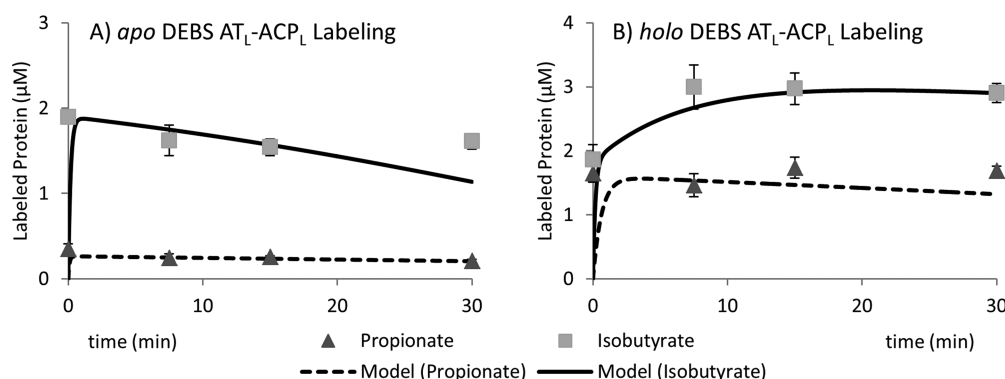 A) apo DEBS ATL-ACPL Labeling
B) holo DEBS ATL-ACPL Labeling
Labeled Protein (µM)
3
2
1
0
0
10
20
30
Labeled Protein (µM)
4
3
2
1
0
0
10
20
30
time (min)
Propionate
Isobutyrate
time (min)
Model (Propionate)
Model (Isobutyrate)